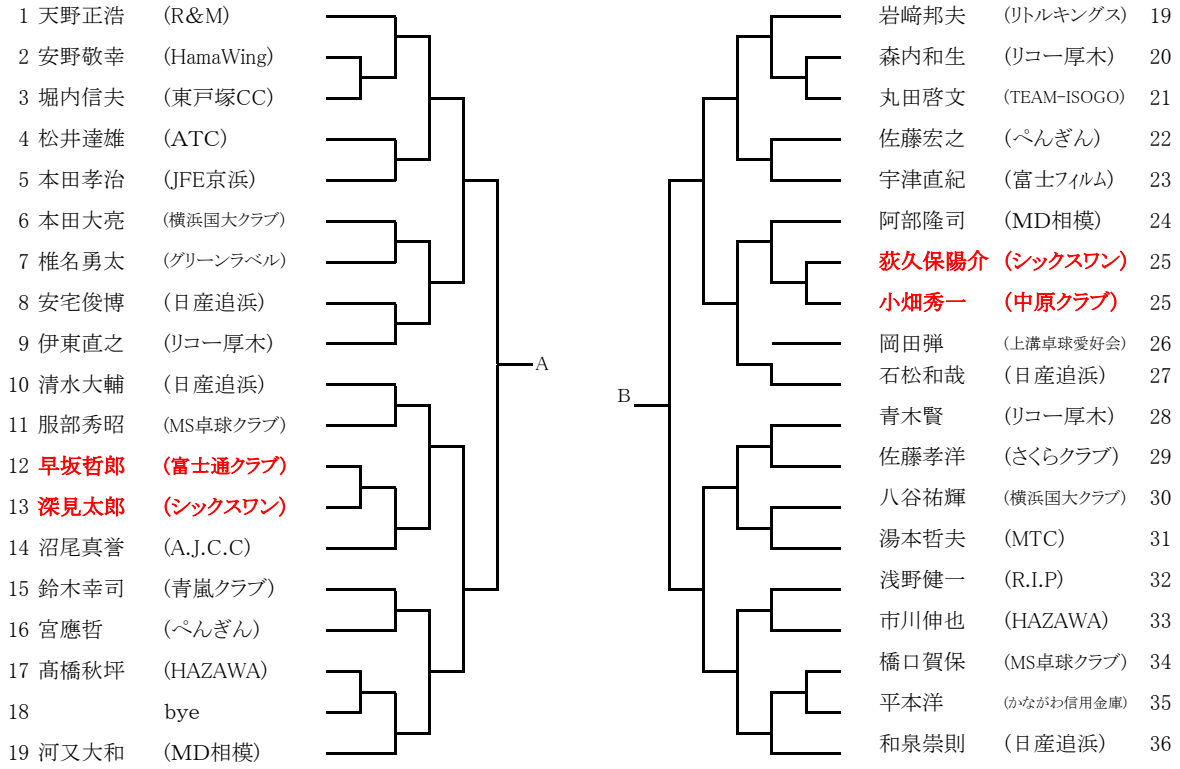 1 天野正浩 (R&M)
2 安野敬幸 (HamaWing)
3 堀内信夫 (東戸塚CC)
4 松井達雄 (ATC)
5 本田孝治 (JFE京浜)
6 本田大亮 (横浜国大クラブ)
7 椎名勇太 (グリーンラベル)
8 安宅俊博 (日産追浜)
9 伊東直之 (リコー厚木)
10 清水大輔 (日産追浜)
11 服部秀昭 (MS卓球クラブ)
12 早坂哲郎 (富士通クラブ)
13 深見太郎 (シックスワン)
14 沼尾真誉 (A.J.C.C)
15 鈴木幸司 (青嵐クラブ)
16 宮應哲 (ぺんぎん)
17 髙橋秋坪 (HAZAWA)
18 bye
19 河又大和 (MD相模)
A
B
岩﨑邦夫 (リトルキングス) 19
森内和生 (リコー厚木) 20
丸田啓文 (TEAM-ISOGO) 21
佐藤宏之 (ぺんぎん) 22
宇津直紀 (富士フィルム) 23
阿部隆司 (MD相模) 24
荻久保陽介 (シックスワン) 25
小畑秀一 (中原クラブ) 25
岡田弾 (上溝卓球愛好会) 26
石松和哉 (日産追浜) 27
青木賢 (リコー厚木) 28
佐藤孝洋 (さくらクラブ) 29
八谷祐輝 (横浜国大クラブ) 30
湯本哲夫 (MTC) 31
浅野健一 (R.I.P) 32
市川伸也 (HAZAWA) 33
橋口賀保 (MS卓球クラブ) 34
平本洋 (かながわ信用金庫) 35
和泉崇則 (日産追浜) 36